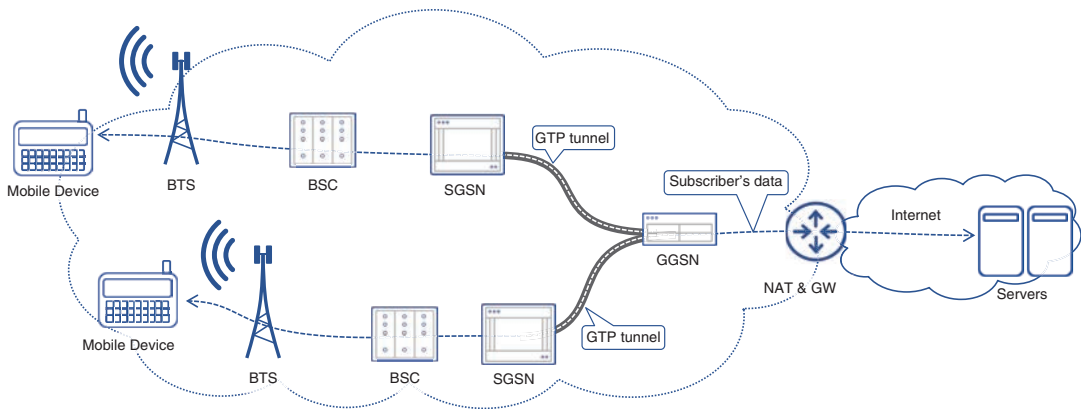 GTP tunnel
Mobile Device
BTS
BSC
SGSN
Subscriber's data
Internet
GGSN
NAT & GW
Servers
Mobile Device
BTS
BSC
SGSN
GTP tunnel